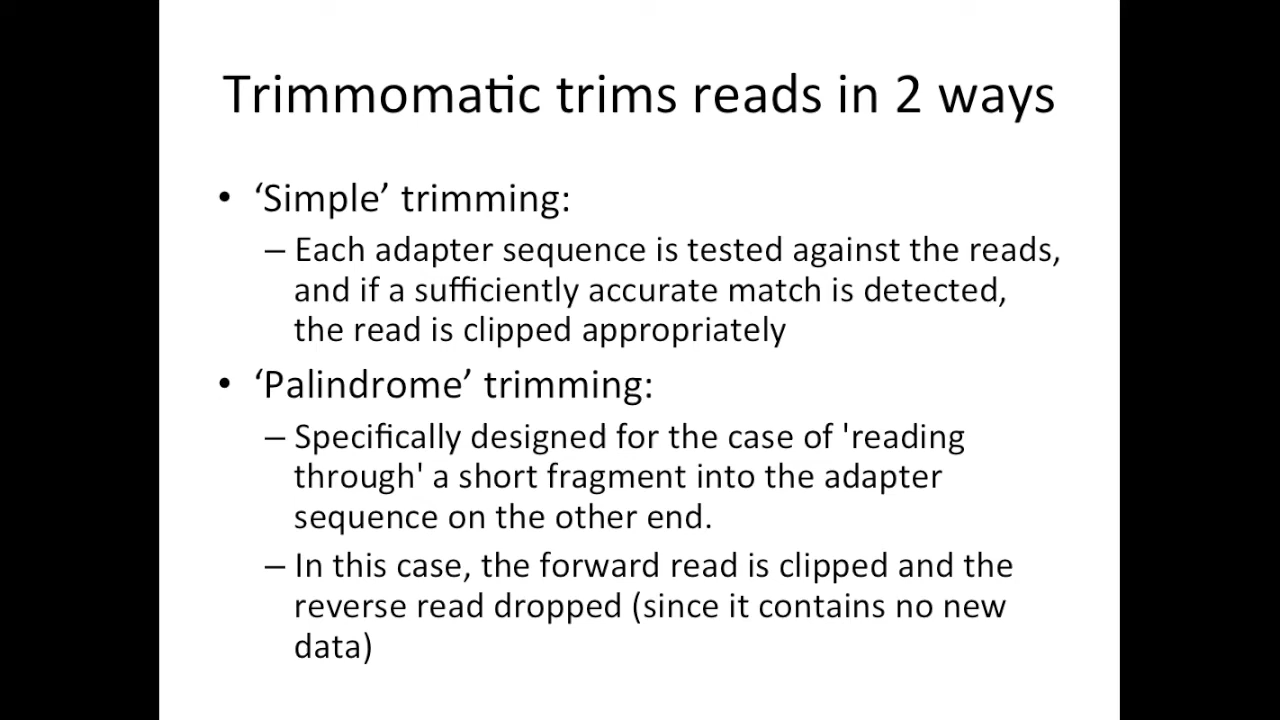 Trimmomatic trims reads in 2 ways
• ‘Simple’ trimming:
– Each adapter sequence is tested against the reads,
and if a sufficiently accurate match is detected,
the read is clipped appropriately
• ‘Palindrome’ trimming:
– Specifically designed for the case of 'reading
through' a short fragment into the adapter
sequence on the other end.
– In this case, the forward read is clipped and the
reverse read dropped (since it contains no new
data)